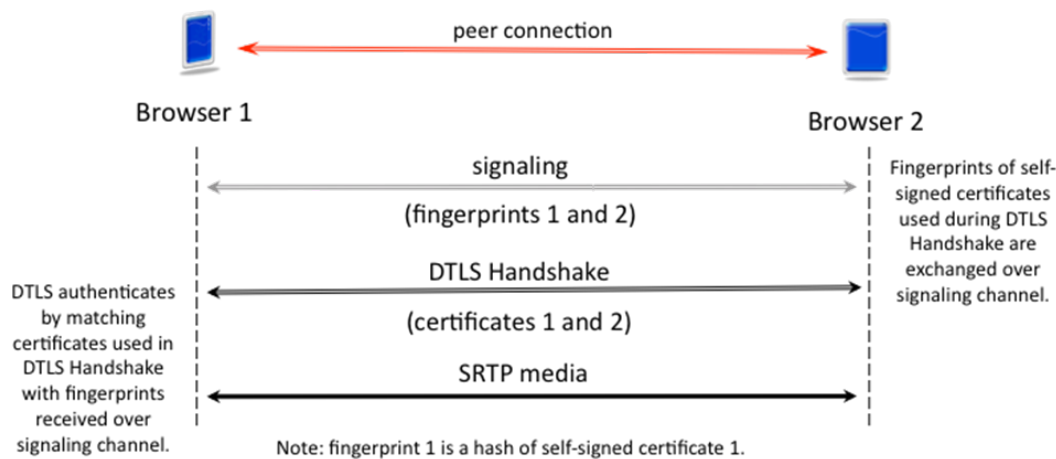 peer connection
Browser 1
Browser 2
signaling
(fingerprints 1 and 2)
Fingerprints of self-
signed certificates
used during DTLS
Handshake are
exchanged over
signaling channel.
DTLS Handshake
(certificates 1 and 2)
DTLS authenticates
by matching
certificates used in
DTLS Handshake
with fingerprints
received over
signaling channel.
SRTP media
Note: fingerprint 1 is a hash of self-signed certificate 1.